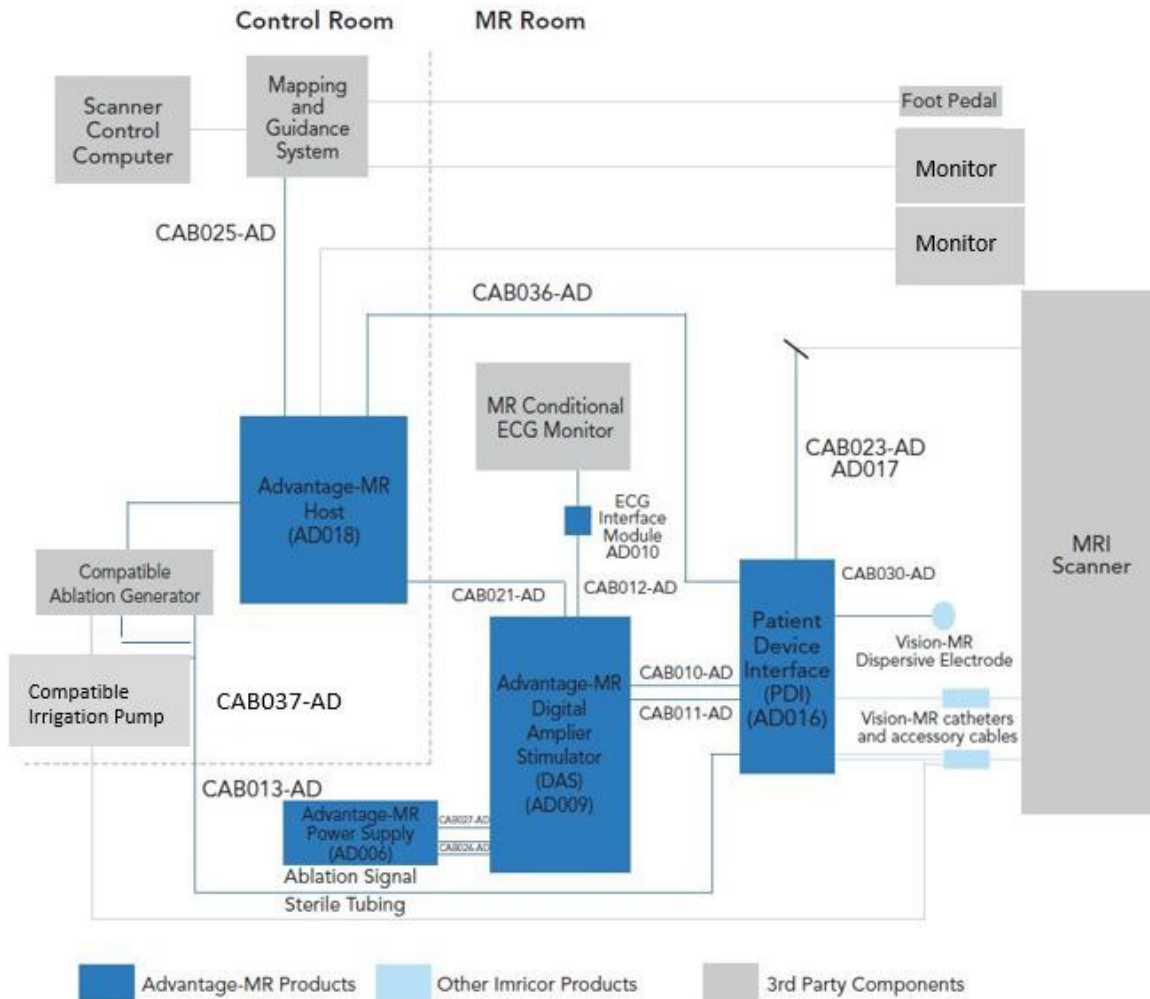 Control Room
MR Room
Scanner
Control
Computer
Mapping
and
Guidance
System
Foot Pedal
Monitor
Monitor
CAB025-AD
CAB036-AD
MR Conditional
ECG Monitor
CAB023-AD
AD017
Advantage-MR
Host
(AD018)
ECG
Interface
Module
AD010
MRI
Scanner
Compatible
Ablation Generator
CAB021-AD
CAB012-AD
CAB030-AD
Patient
Device
Interface
(PDI)
(AD016)
Vision-MR
Dispersive Electrode
Compatible
Irrigation Pump
CAB037-AD
Advantage-MR
Digital
Amplier
Stimulator
(DAS)
(AD009)
CAB010-AD
CAB011-AD
Vision-MR catheters
and accessory cables
CAB013-AD
Advantage-MR
Power Supply
(AD006)
CAB027-AD
CAB026-AD
Ablation Signal
Sterile Tubing
Advantage-MR Products
Other Imricor Products
3rd Party Components